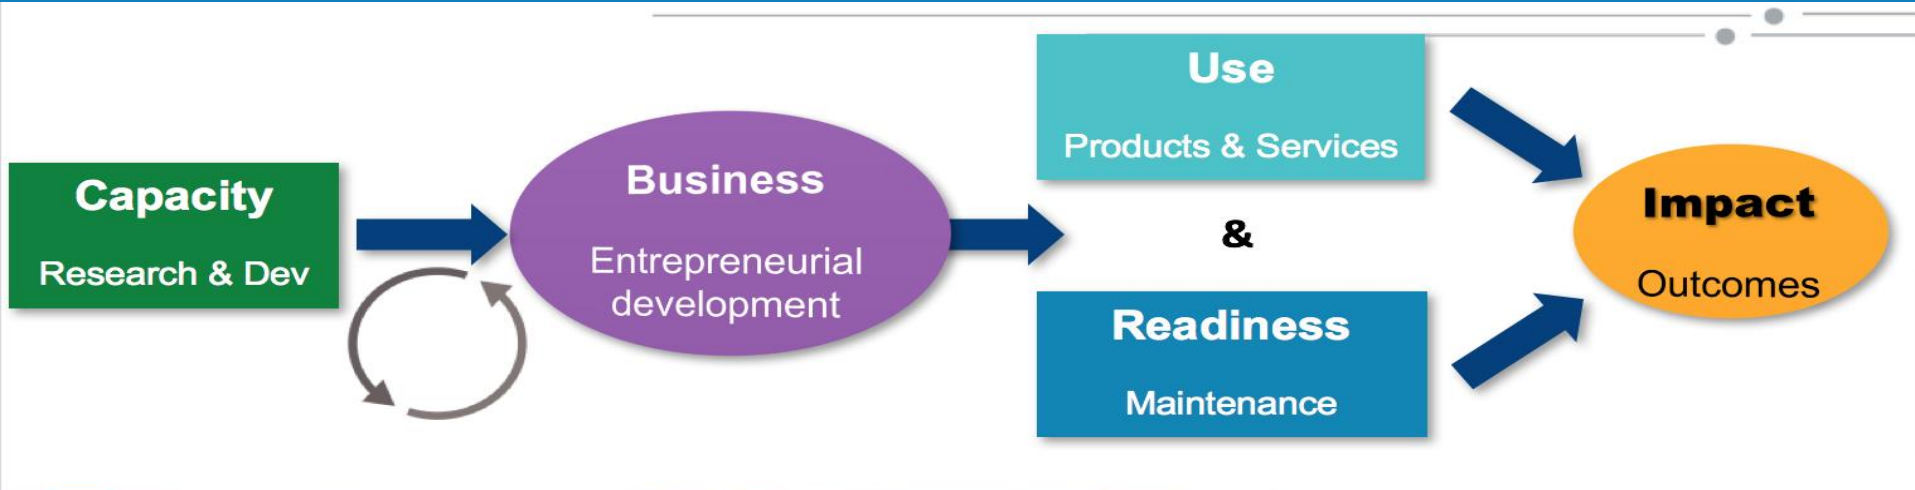 Capacity
Research & Dev
Business
Entrepreneurial
development
Use
Products & Services
&
Readiness
Maintenance
Impact
Outcomes